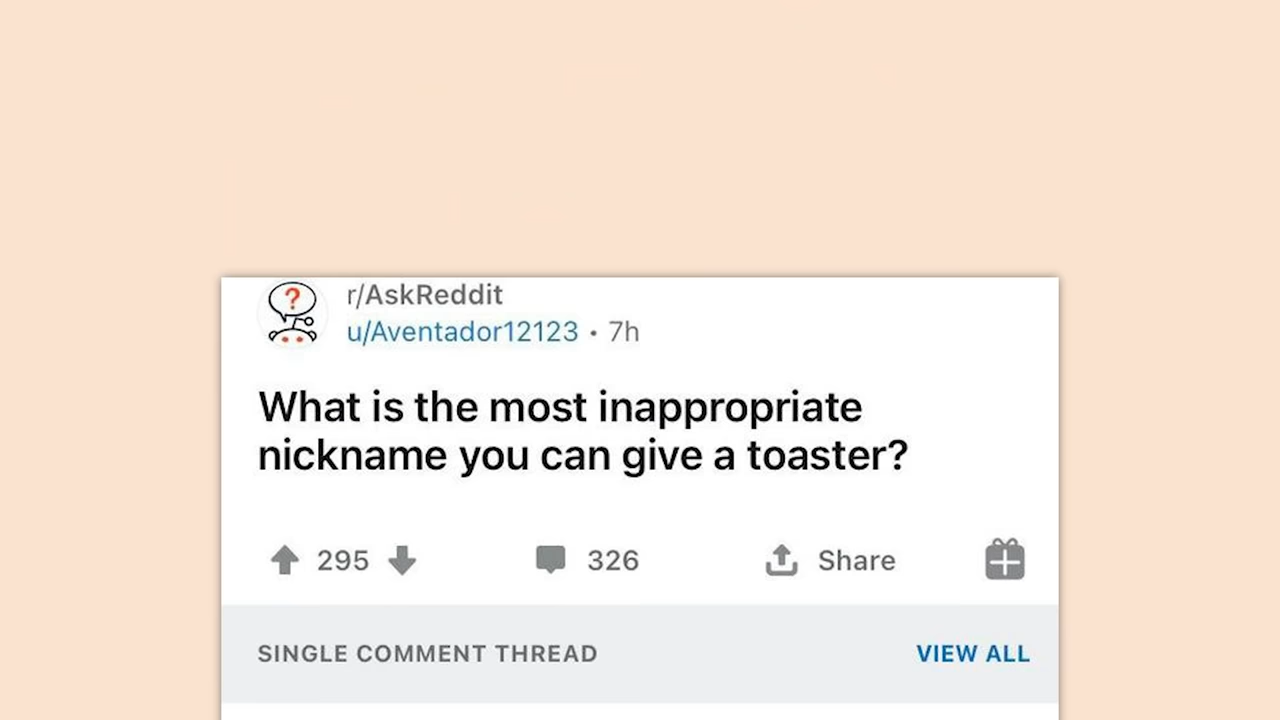 r/AskReddit
u/Aventador12123 • 7h
What is the most inappropriate
nickname you can give a toaster?
295 326 Share
SINGLE COMMENT THREAD VIEW ALL